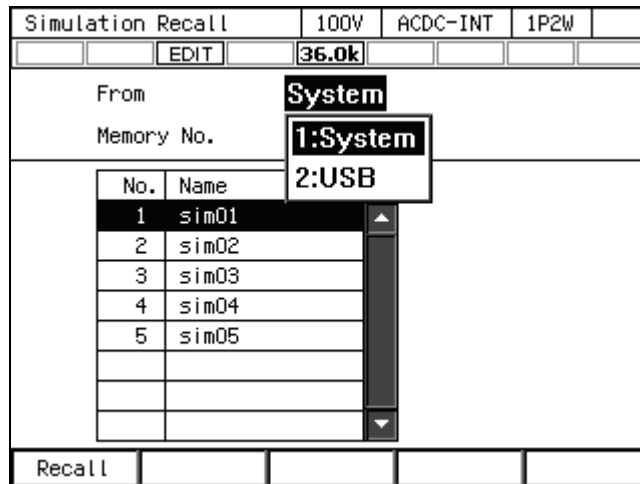 Simulation Recall 100V ACDC-INT 1P2W
EDIT 36.0k
From System
Memory No. 1:System
2:USB
No. Name
1 sim01
2 sim02
3 sim03
4 sim04
5 sim05
Recall